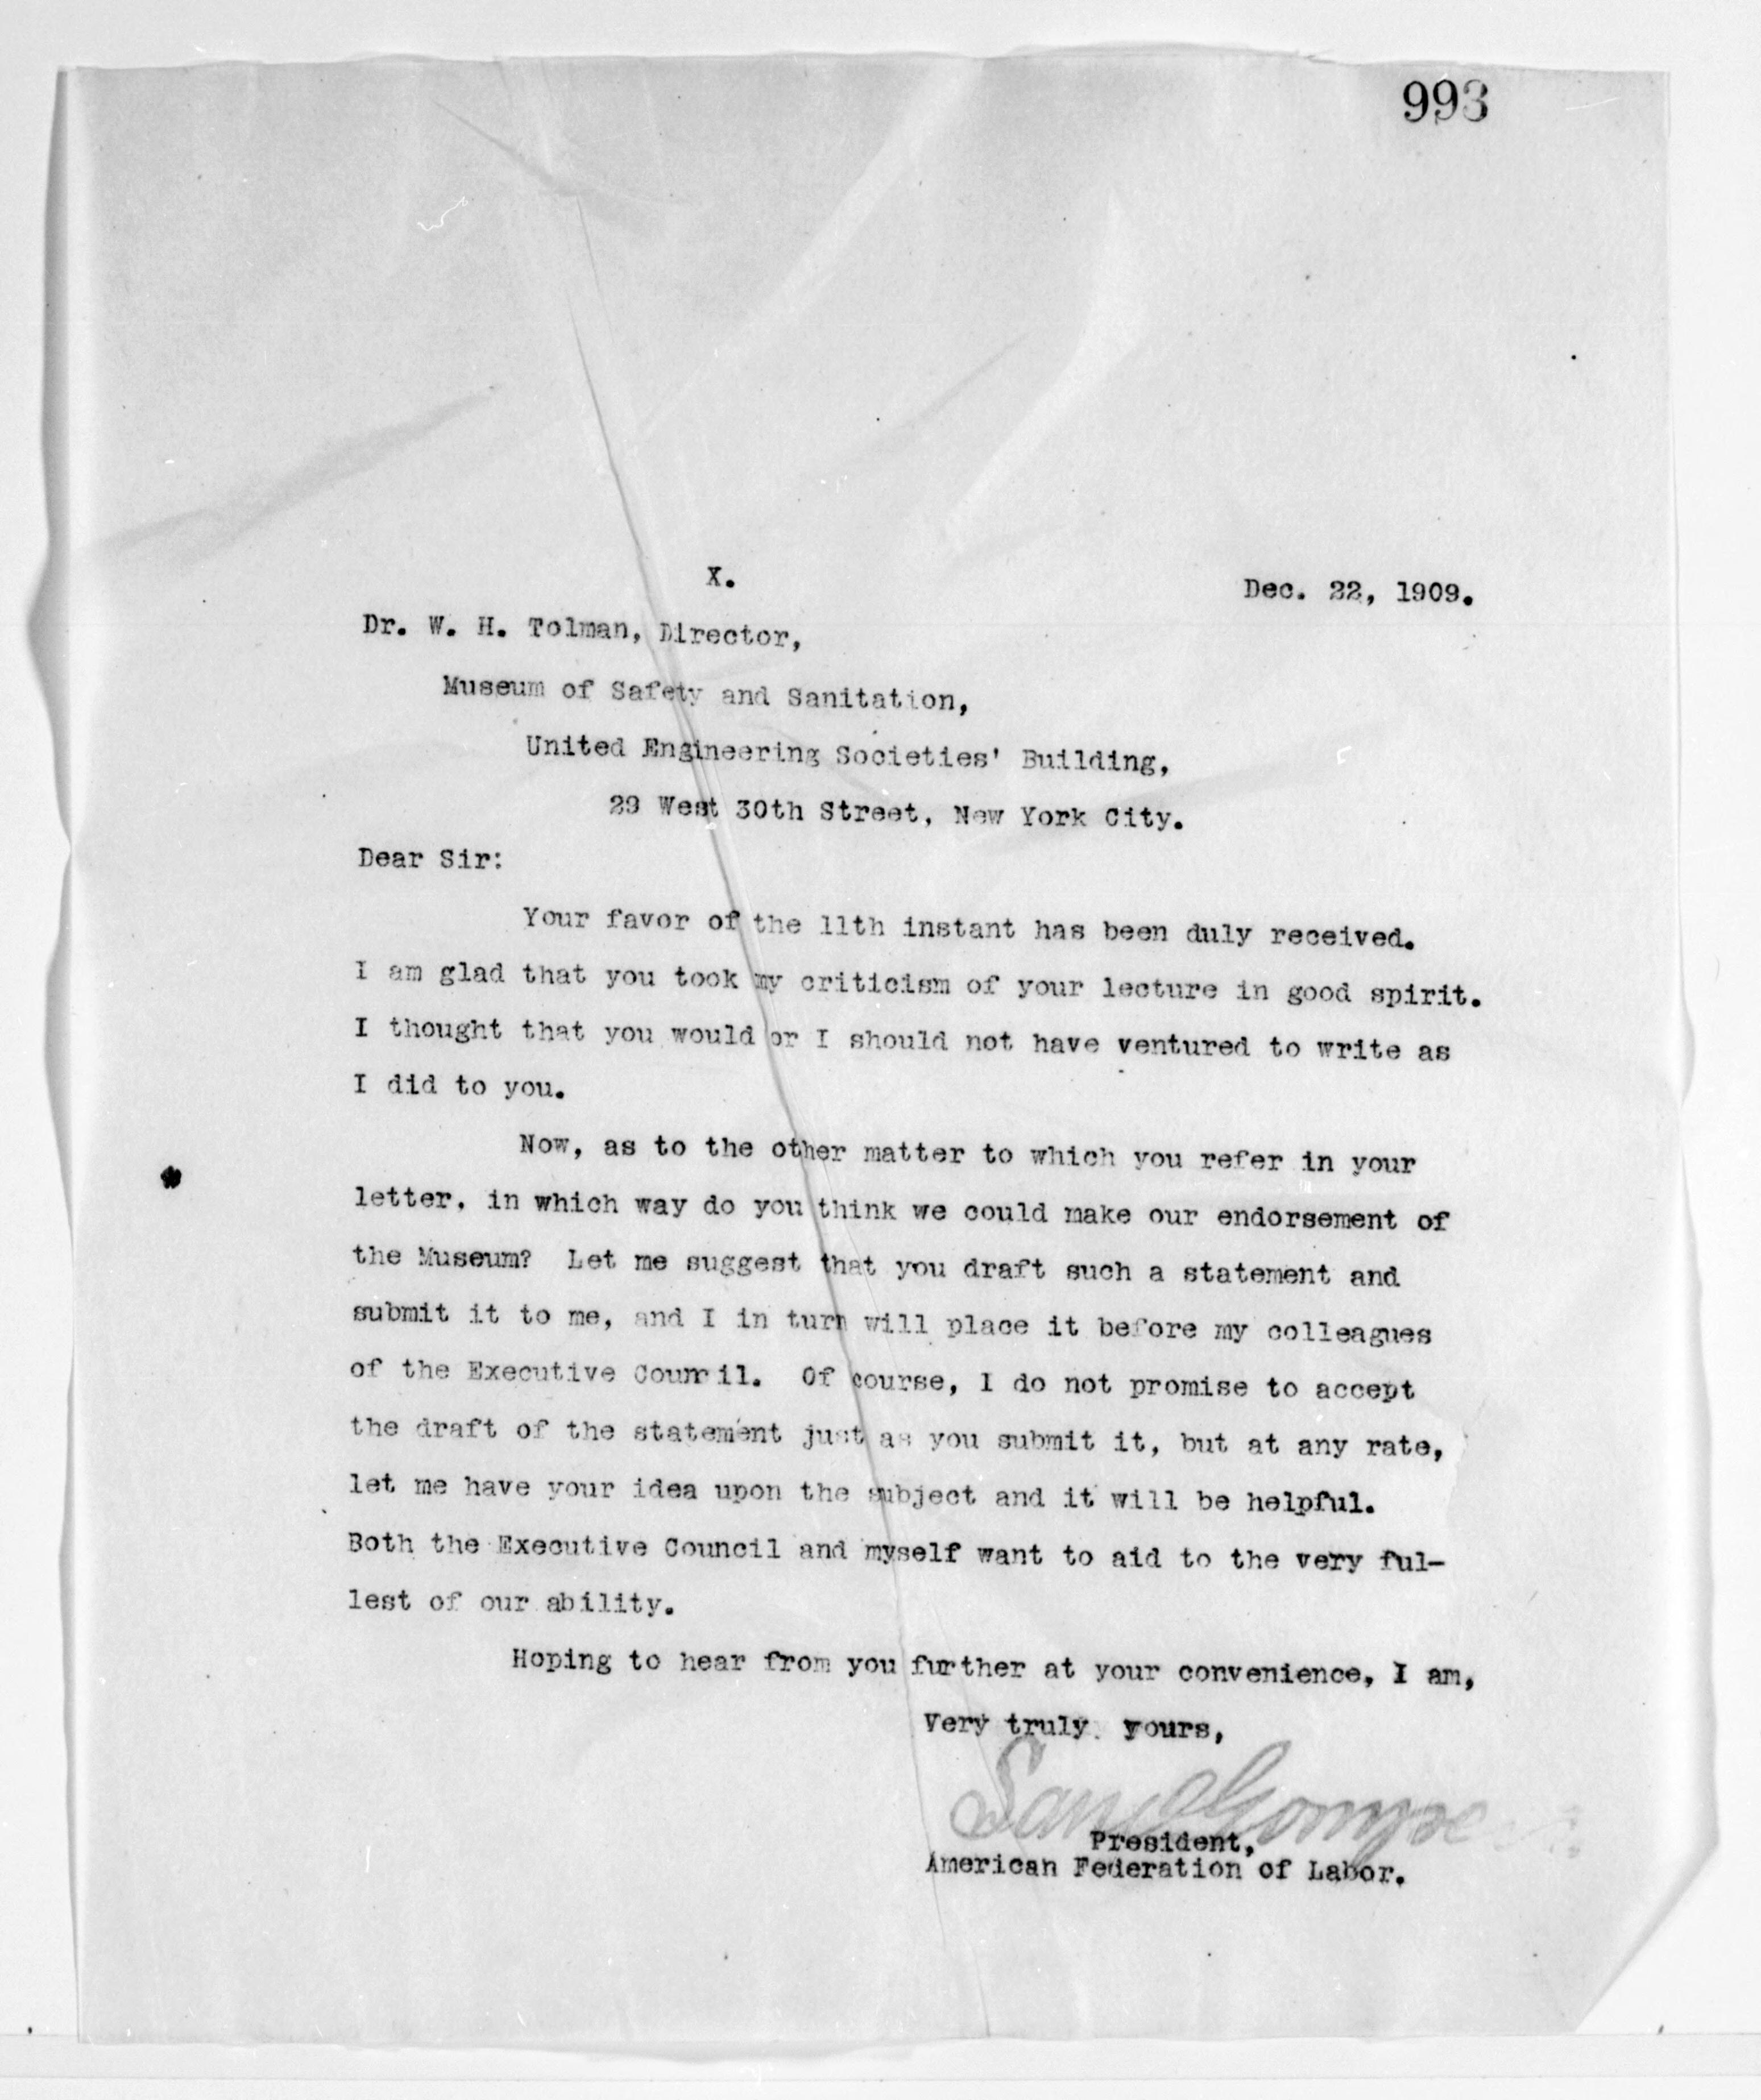 993
X.
Dec. 22, 1909.
Dr. W. H. Tolman, Director,
Museum of Safety and Sanitation,
United Engineering Societies' Building,
29 West 30th Street, New York City.
Dear Sir:
Your favor of the 11th instant has been duly received.
I am glad that you took my criticism of your lecture in good spirit.
I thought that you would or I should not have ventured to write as
I did to you.
Now, as to the other matter to which you refer in your
letter, in which way do you think we could make our endorsement of
the Museum? Let me suggest that you draft such a statement and
submit it to me, and I in turn will place it before my colleagues
of the Executive Council. Of course, I do not promise to accept
the draft of the statement just as you submit it, but at any rate,
let me have your idea upon the subject and it will be helpful.
Both the Executive Council and myself want to aid to the very ful-
lest of our ability.
Hoping to hear from you further at your convenience, I am,
Very truly yours,
Saml Gompers
President,
American Federation of Labor.